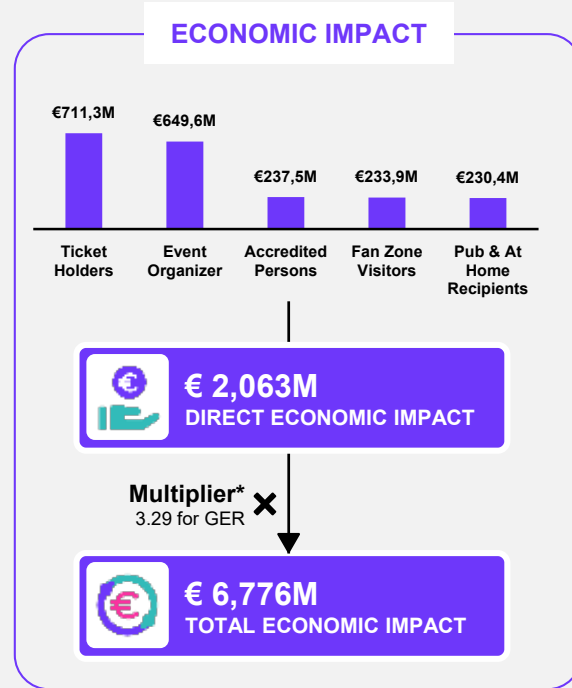 ECONOMIC IMPACT
€711,3M
€649,6M
€237,5M
€233,9M
€230,4M
Ticket
Holders
Event
Organizer
Accredited
Persons
Fan Zone
Visitors
Pub & At
Home
Recipients
€ 2,063M
DIRECT ECONOMIC IMPACT
Multiplier*
3.29 for GER
€ 6,776M
TOTAL ECONOMIC IMPACT